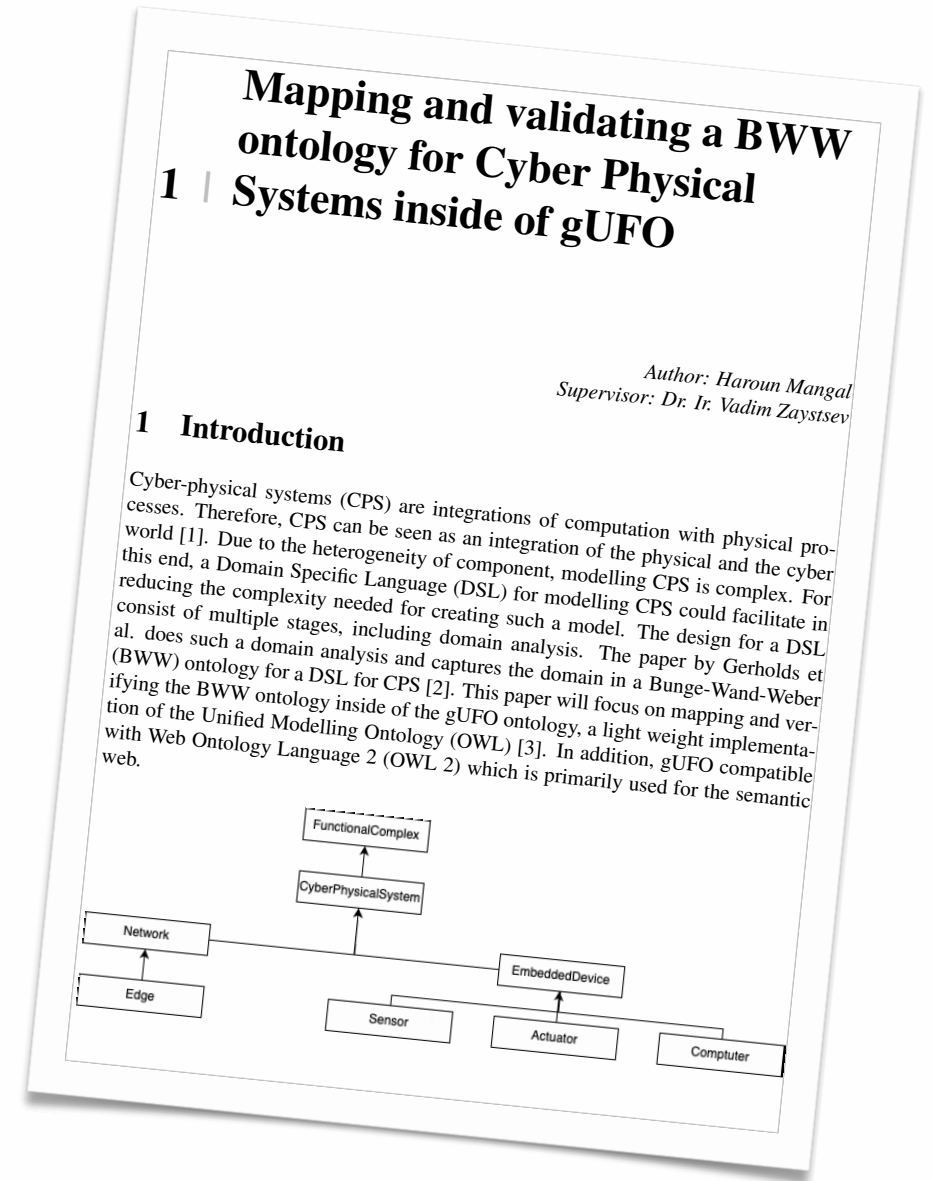 Mapping and validating a BWW
ontology for Cyber Physical
1 | Systems inside of gUFO
Author: Haroun Mangal
Supervisor: Dr. Ir. Vadim Zaystsev
1 Introduction
Cyber-physical systems (CPS) are integrations of computation with physical pro-
cesses. Therefore, CPS can be seen as an integration of the physical and the cyber
world [1]. Due to the heterogeneity of component, modelling CPS is complex. For
this end, a Domain Specific Language (DSL) for modelling CPS could facilitate in
reducing the complexity needed for creating such a model. The design for a DSL
consist of multiple stages, including domain analysis. The paper by Gerholds et
al. does such a domain analysis and captures the domain in a Bunge-Wand-Weber
(BWW) ontology for a DSL for CPS [2]. This paper will focus on mapping and ver-
ifying the BWW ontology inside of the gUFO ontology, a light weight implementa-
tion of the Unified Modelling Ontology (OWL) [3]. In addition, gUFO compatible
with Web Ontology Language 2 (OWL 2) which is primarily used for the semantic
web.
FunctionalComplex
CyberPhysicalSystem
Network
EmbeddedDevice
Edge
Sensor
Actuator
Comptuter